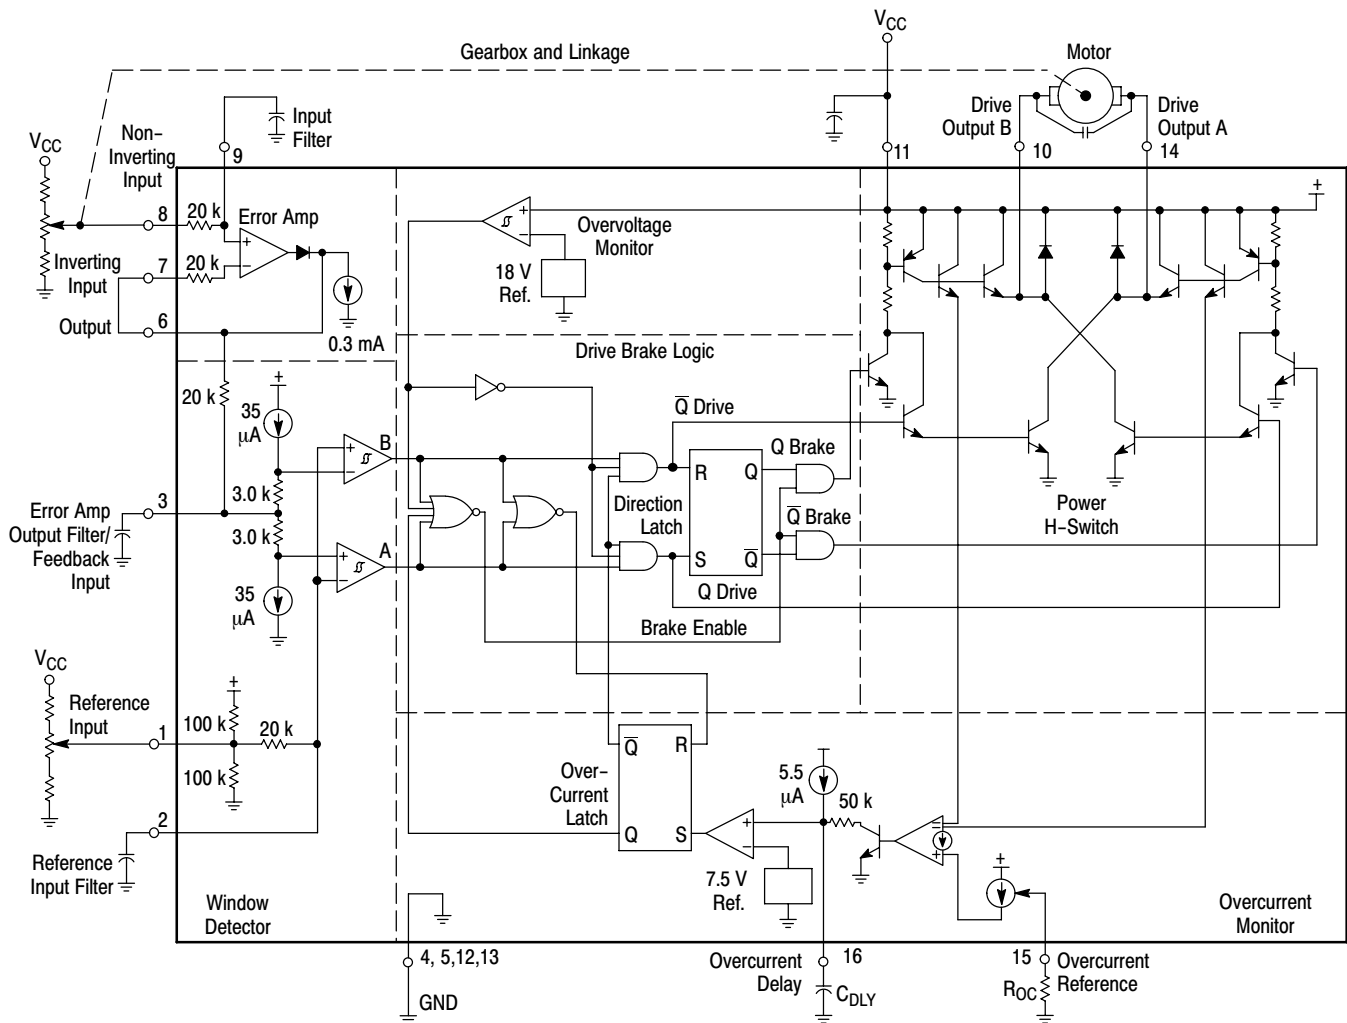 V_CC
Gearbox and Linkage
Motor
Non-
Inverting
Input
Input
Filter
Drive
Output B
Drive
Output A
V_CC
9
11
10
14
+
8
20 k
Error Amp
+
−
Overvoltage
Monitor
+
−
Inverting
Input
7
20 k
18 V
Ref.
Output
6
0.3 mA
Drive Brake Logic
20 k
+
35
μA
Q̅ Drive
B
+
−
Q Brake
R
Q
3.0 k
Direction
Latch
Error Amp
Output Filter/
Feedback
Input
3
3.0 k
Q̅ Brake
Power
H-Switch
A
+
−
S
Q̅
35
μA
Q Drive
Brake Enable
V_CC
Reference
Input
1
+
100 k
20 k
100 k
Q̅
R
Over-
Current
Latch
Q
S
5.5
μA
50 k
+
−
=
+
+
2
Reference
Input Filter
7.5 V
Ref.
Window
Detector
Overcurrent
Monitor
4, 5,12,13
GND
Overcurrent
Delay
16
C_DLY
15
Overcurrent
Reference
R_OC